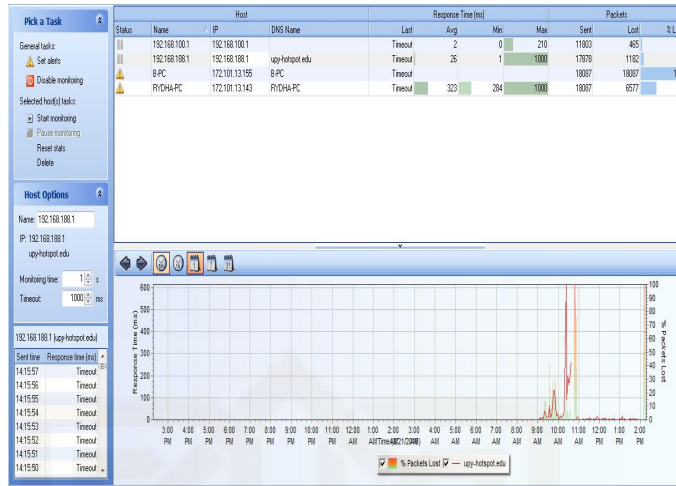 Pick a Task
General tasks:
Set alerts
Disable monitoring
Selected host(s) tasks:
Start monitoring
Pause monitoring
Reset stats
Delete
Host Options
Name: 192.168.188.1
IP: 192.168.188.1
upy-hotspot.edu
Monitoring time: 1 s
Timeout: 1000 ms
192.168.188.1 (upy-hotspot.edu)
Sent time Response time (ms)
14:15:57 Timeout
14:15:56 Timeout
14:15:55 Timeout
14:15:54 Timeout
14:15:53 Timeout
14:15:52 Timeout
14:15:51 Timeout
14:15:50 Timeout
Host Response Time (ms) Packets
Status Name IP DNS Name Last Avg Min Max Sent Lost % L
192.168.100.1 192.168.100.1 Timeout 2 0 210 11803 465
192.168.188.1 192.168.188.1 upy-hotspot.edu Timeout 26 1 1000 17878 1182
B-PC 172.101.13.155 B-PC Timeout 18087 18087 1
RYDHA-PC 172.101.13.143 RYDHA-PC Timeout 323 284 1000 18087 6577
1 7 31
Response Time (ms)
600
500
400
300
200
100
0
% Packets Lost
100
90
80
70
60
50
40
30
20
10
0
3:00 4:00 5:00 6:00 7:00 8:00 9:00 10:00 11:00 12:00 1:00 2:00 3:00 4:00 5:00 6:00 7:00 8:00 9:00 10:00 11:00 12:00 1:00 2:00
PM PM PM PM PM PM PM PM PM AM AM AM AM AM AM AM AM AM AM AM AM PM PM PM
% Packets Lost upy-hotspot.edu